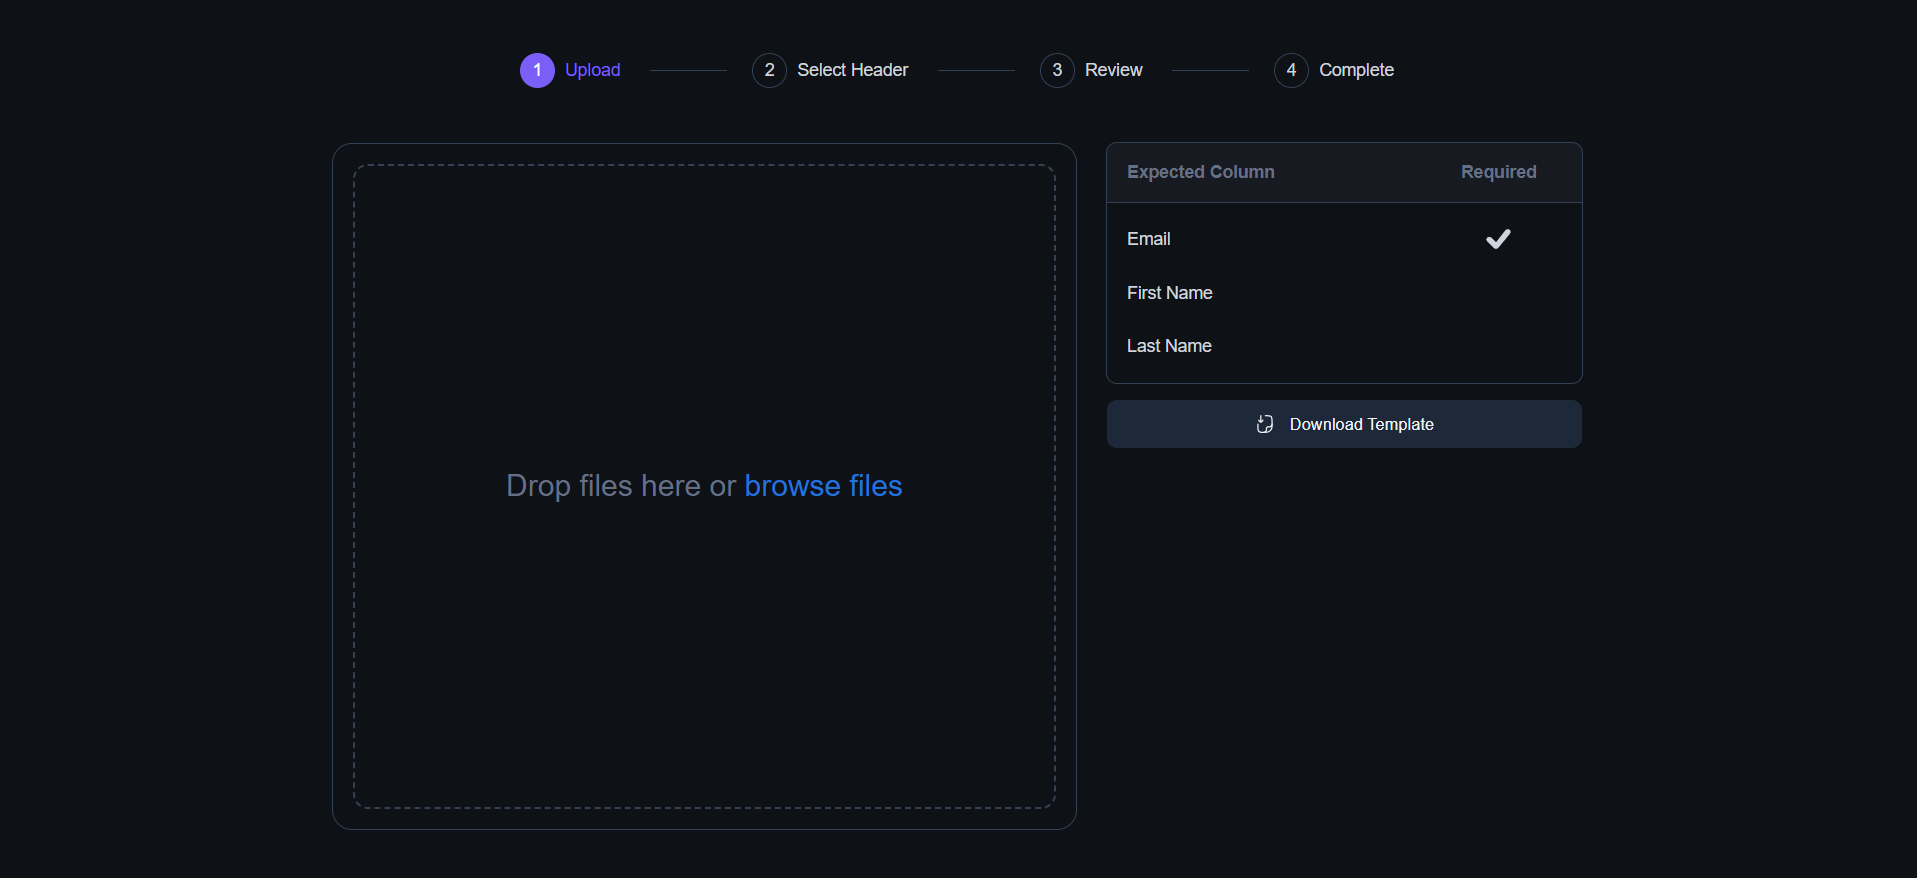 1 Upload 2 Select Header 3 Review 4 Complete
Expected Column Required
Email
First Name
Last Name
Download Template
Drop files here or browse files